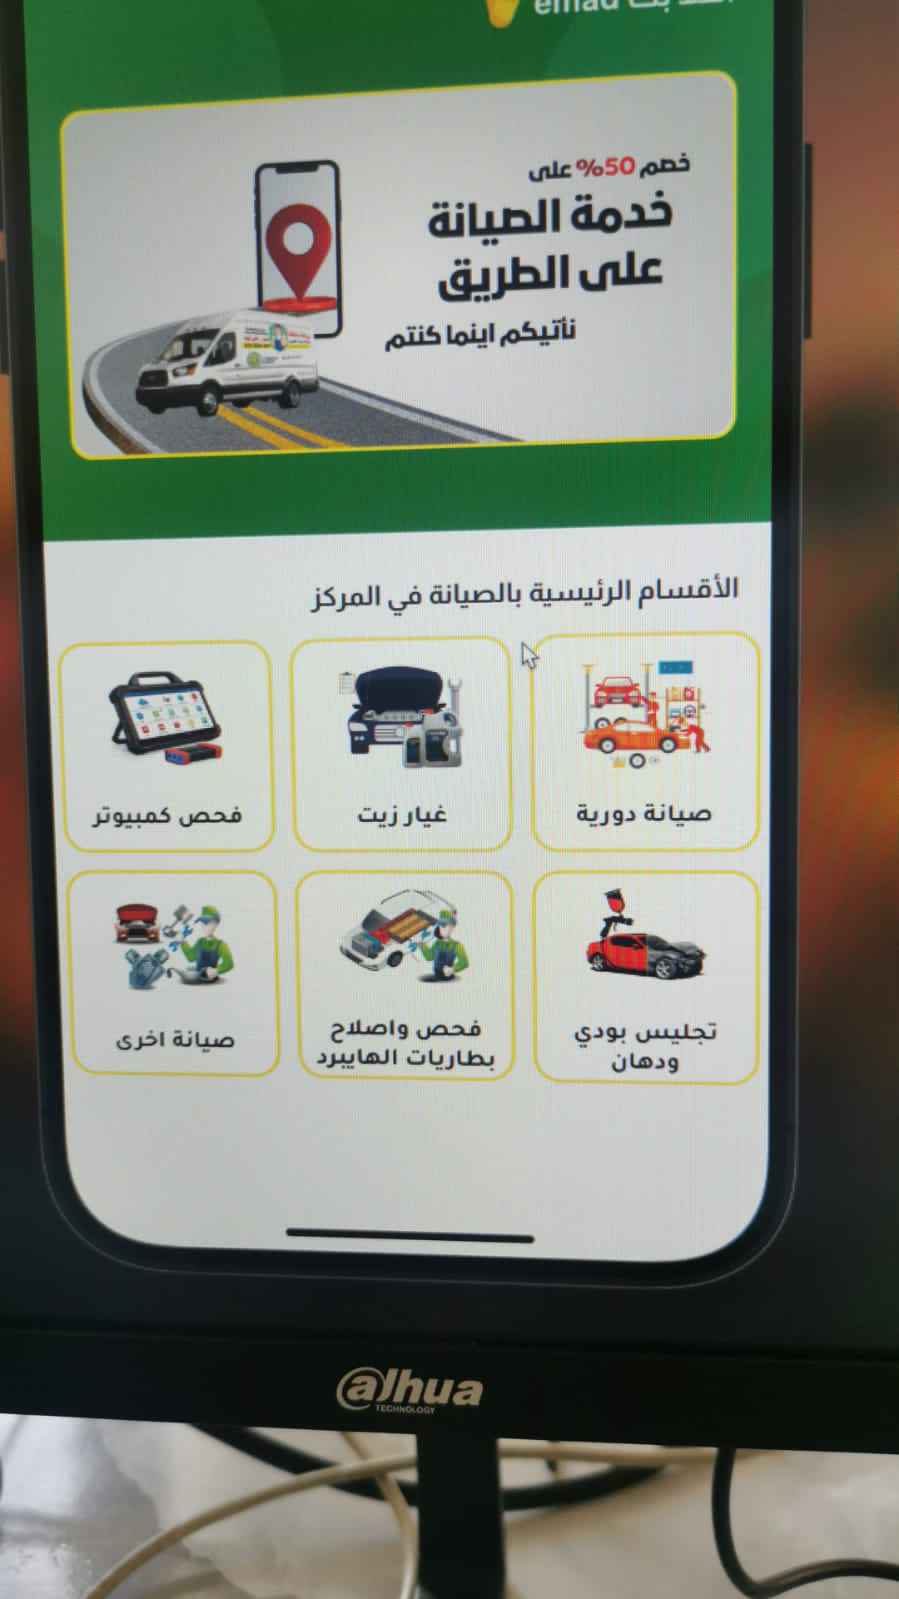 emad
خصم 50% على
خدمة الصيانة
على الطريق
نأتيكم اينما كنتم
الأقسام الرئيسية بالصيانة في المركز
صيانة دورية
غيار زيت
فحص كمبيوتر
تجليس بودي
ودهان
فحص واصلاح
بطاريات الهايبرد
صيانة اخرى
alhua
TECHNOLOGY